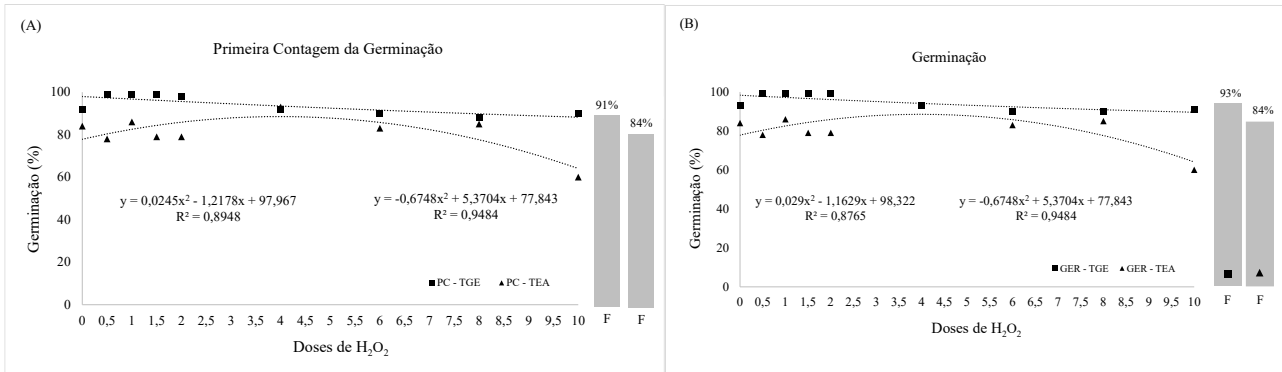 (A)
Primeira Contagem da Germinação
Germinação (%)
100
80
60
40
20
0
91%
84%
y = 0,0245x² - 1,2178x + 97,967
R² = 0,8948
y = -0,6748x² + 5,3704x + 77,843
R² = 0,9484
PC - TGE
PC - TEA
0 0,5 1 1,5 2 2,5 3 3,5 4 4,5 5 5,5 6 6,5 7 7,5 8 8,5 9 9,5 10 F F
Doses de H₂O₂
(B)
Germinação
Germinação (%)
100
80
60
40
20
0
93%
84%
y = 0,029x² - 1,1629x + 98,322
R² = 0,8765
y = -0,6748x² + 5,3704x + 77,843
R² = 0,9484
GER - TGE
GER - TEA
0 0,5 1 1,5 2 2,5 3 3,5 4 4,5 5 5,5 6 6,5 7 7,5 8 8,5 9 9,5 10 F F
Doses de H₂O₂